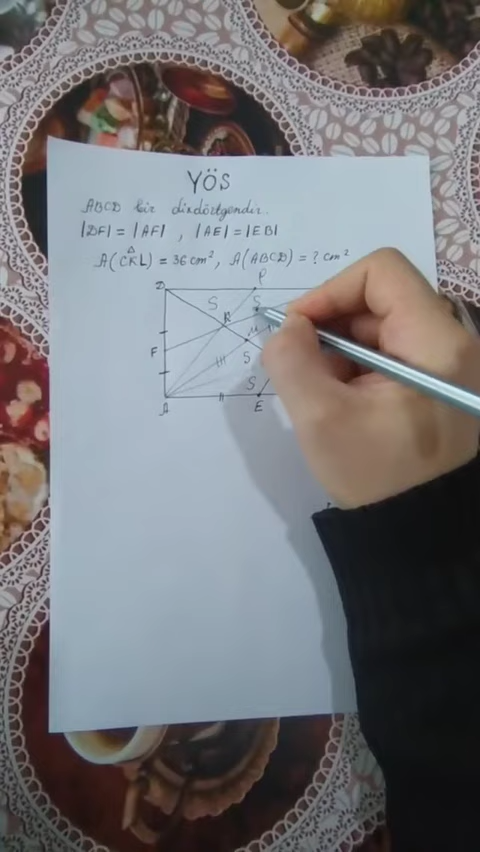 YÖS
ABCD bir dikdörtgendir.
|DF| = |AF| , |AE| = |EB|
A(CKL) = 36 cm², A(ABCD) = ? cm²
D P
S S
K
M
F S
S
A E